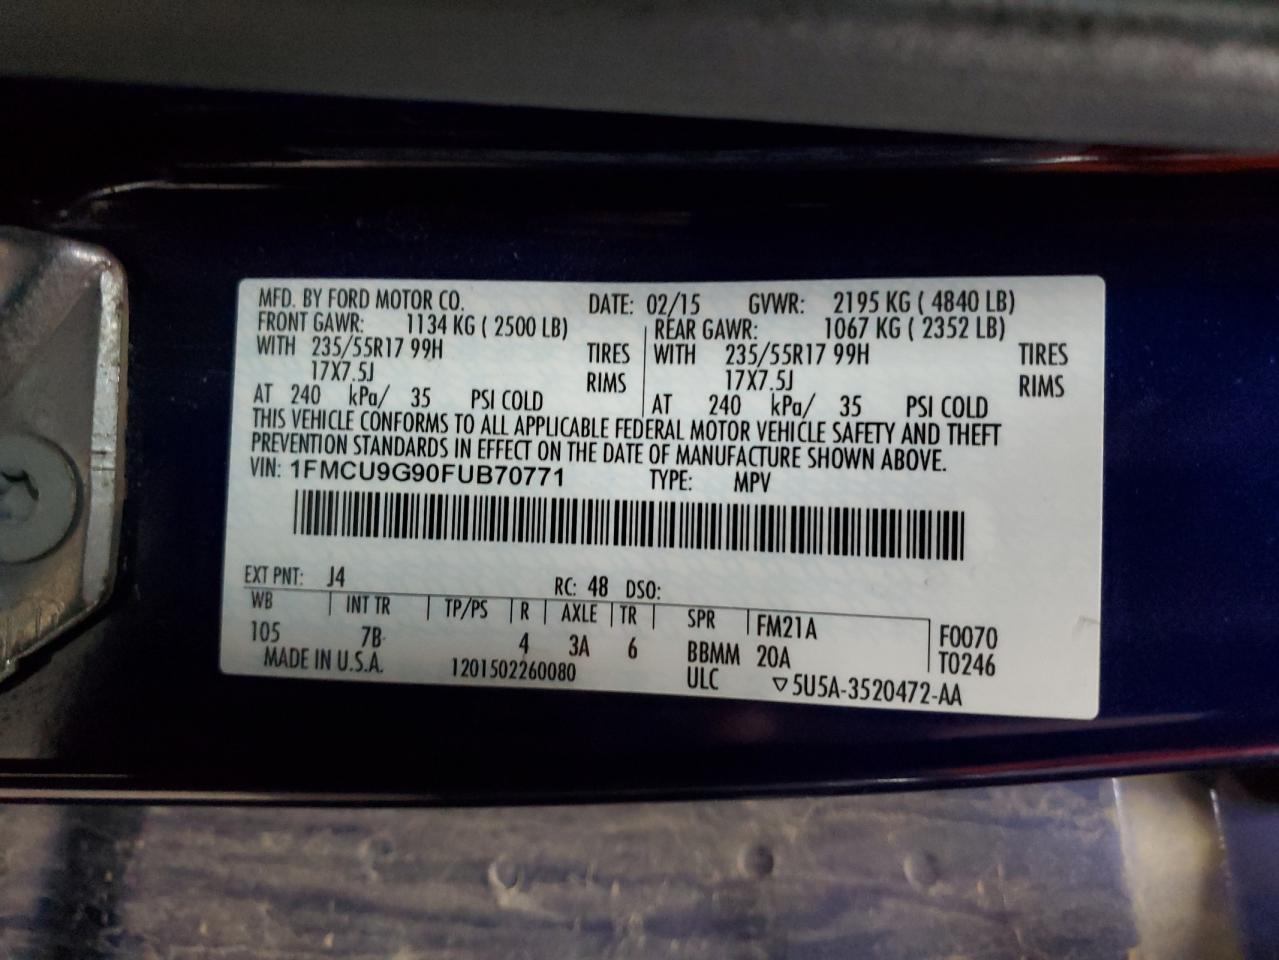 MFD. BY FORD MOTOR CO. DATE: 02/15 GVWR: 2195 KG ( 4840 LB)
FRONT GAWR: 1134 KG ( 2500 LB) REAR GAWR: 1067 KG ( 2352 LB)
WITH 235/55R17 99H TIRES WITH 235/55R17 99H TIRES
17X7.5J RIMS 17X7.5J RIMS
AT 240 kPa/ 35 PSI COLD AT 240 kPa/ 35 PSI COLD
THIS VEHICLE CONFORMS TO ALL APPLICABLE FEDERAL MOTOR VEHICLE SAFETY AND THEFT
PREVENTION STANDARDS IN EFFECT ON THE DATE OF MANUFACTURE SHOWN ABOVE.
VIN: 1FMCU9G90FUB70771 TYPE: MPV
EXT PNT: J4 RC: 48 DSO:
WB INT TR TP/PS R AXLE TR SPR FM21A F0070
105 7B 4 3A 6 BBMM 20A T0246
MADE IN U.S.A. 1201502260080 ULC ▽5U5A-3520472-AA